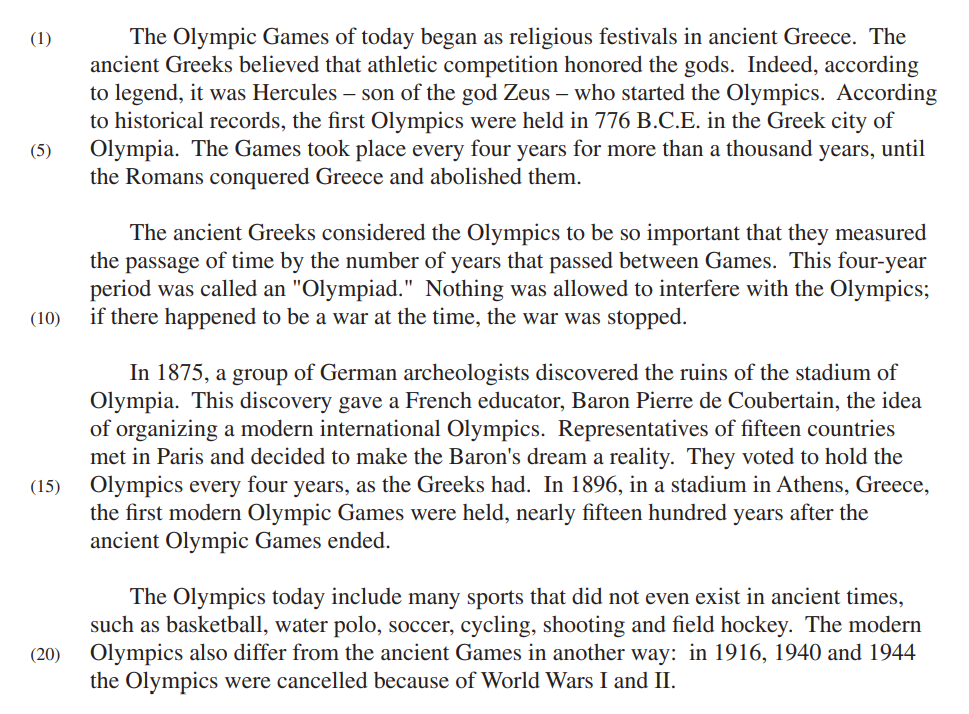 (1) The Olympic Games of today began as religious festivals in ancient Greece. The
ancient Greeks believed that athletic competition honored the gods. Indeed, according
to legend, it was Hercules – son of the god Zeus – who started the Olympics. According
to historical records, the first Olympics were held in 776 B.C.E. in the Greek city of
(5) Olympia. The Games took place every four years for more than a thousand years, until
the Romans conquered Greece and abolished them.
The ancient Greeks considered the Olympics to be so important that they measured
the passage of time by the number of years that passed between Games. This four-year
period was called an "Olympiad." Nothing was allowed to interfere with the Olympics;
(10) if there happened to be a war at the time, the war was stopped.
In 1875, a group of German archeologists discovered the ruins of the stadium of
Olympia. This discovery gave a French educator, Baron Pierre de Coubertain, the idea
of organizing a modern international Olympics. Representatives of fifteen countries
met in Paris and decided to make the Baron's dream a reality. They voted to hold the
(15) Olympics every four years, as the Greeks had. In 1896, in a stadium in Athens, Greece,
the first modern Olympic Games were held, nearly fifteen hundred years after the
ancient Olympic Games ended.
The Olympics today include many sports that did not even exist in ancient times,
such as basketball, water polo, soccer, cycling, shooting and field hockey. The modern
(20) Olympics also differ from the ancient Games in another way: in 1916, 1940 and 1944
the Olympics were cancelled because of World Wars I and II.